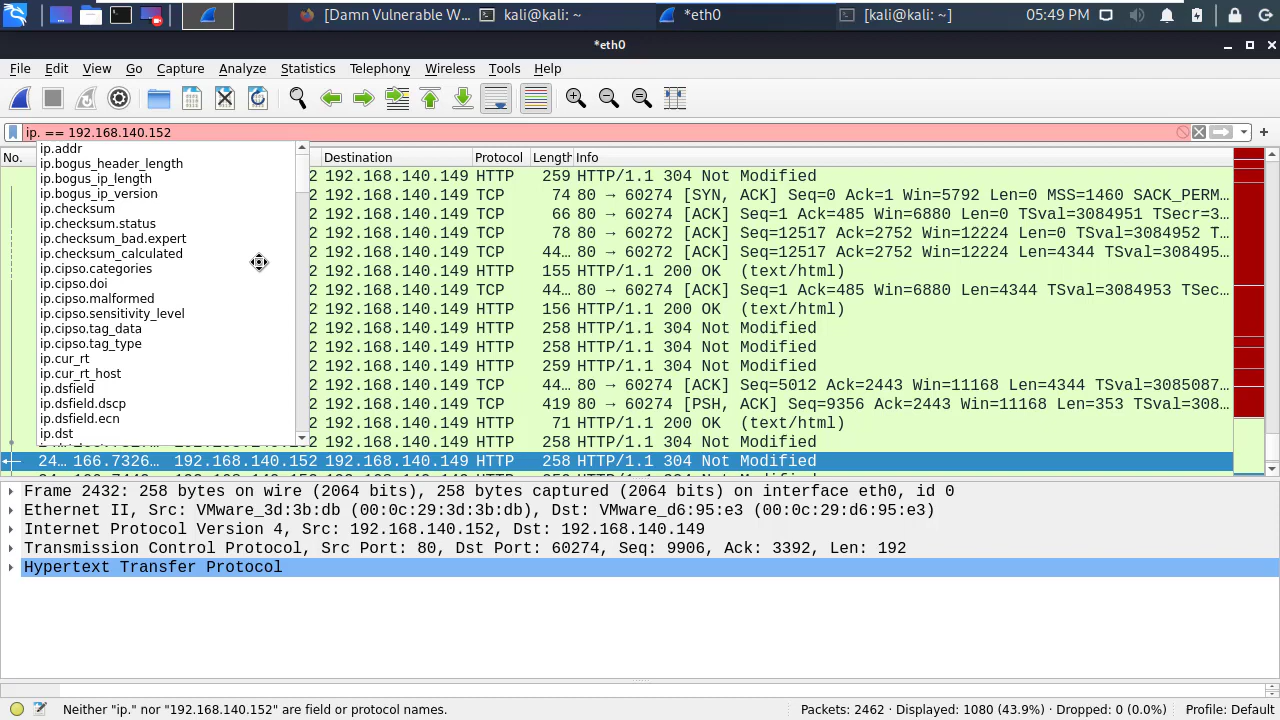 [Damn Vulnerable W... kali@kali: ~ *eth0 [kali@kali: ~] 05:49 PM
*eth0
File Edit View Go Capture Analyze Statistics Telephony Wireless Tools Help
ip. == 192.168.140.152
No. Destination Protocol Length Info
ip.addr
ip.bogus_header_length
ip.bogus_ip_length
ip.bogus_ip_version
ip.checksum
ip.checksum.status
ip.checksum_bad.expert
ip.checksum_calculated
ip.cipso.categories
ip.cipso.doi
ip.cipso.malformed
ip.cipso.sensitivity_level
ip.cipso.tag_data
ip.cipso.tag_type
ip.cur_rt
ip.cur_rt_host
ip.dsfield
ip.dsfield.dscp
ip.dsfield.ecn
ip.dst
2 192.168.140.149 HTTP 259 HTTP/1.1 304 Not Modified
2 192.168.140.149 TCP 74 80 → 60274 [SYN, ACK] Seq=0 Ack=1 Win=5792 Len=0 MSS=1460 SACK_PERM...
2 192.168.140.149 TCP 66 80 → 60274 [ACK] Seq=1 Ack=485 Win=6880 Len=0 TSval=3084951 TSecr=3...
2 192.168.140.149 TCP 78 80 → 60272 [ACK] Seq=12517 Ack=2752 Win=12224 Len=0 TSval=3084952 T...
2 192.168.140.149 TCP 44... 80 → 60272 [ACK] Seq=12517 Ack=2752 Win=12224 Len=4344 TSval=30495...
2 192.168.140.149 HTTP 155 HTTP/1.1 200 OK (text/html)
2 192.168.140.149 TCP 44... 80 → 60274 [ACK] Seq=1 Ack=485 Win=6880 Len=4344 TSval=3084953 TSec...
2 192.168.140.149 HTTP 156 HTTP/1.1 200 OK (text/html)
2 192.168.140.149 HTTP 258 HTTP/1.1 304 Not Modified
2 192.168.140.149 HTTP 258 HTTP/1.1 304 Not Modified
2 192.168.140.149 HTTP 259 HTTP/1.1 304 Not Modified
2 192.168.140.149 TCP 44... 80 → 60274 [ACK] Seq=5012 Ack=2443 Win=11168 Len=4344 TSval=3085087...
2 192.168.140.149 TCP 419 80 → 60274 [PSH, ACK] Seq=9356 Ack=2443 Win=11168 Len=353 TSval=308...
2 192.168.140.149 HTTP 71 HTTP/1.1 200 OK (text/html)
2 192.168.140.149 HTTP 258 HTTP/1.1 304 Not Modified
24... 166.7326... 192.168.140.152 192.168.140.149 HTTP 258 HTTP/1.1 304 Not Modified
Frame 2432: 258 bytes on wire (2064 bits), 258 bytes captured (2064 bits) on interface eth0, id 0
Ethernet II, Src: VMware_3d:3b:db (00:0c:29:3d:3b:db), Dst: VMware_d6:95:e3 (00:0c:29:d6:95:e3)
Internet Protocol Version 4, Src: 192.168.140.152, Dst: 192.168.140.149
Transmission Control Protocol, Src Port: 80, Dst Port: 60274, Seq: 9906, Ack: 3392, Len: 192
Hypertext Transfer Protocol
Neither "ip." nor "192.168.140.152" are field or protocol names. Packets: 2462 · Displayed: 1080 (43.9%) · Dropped: 0 (0.0%) Profile: Default